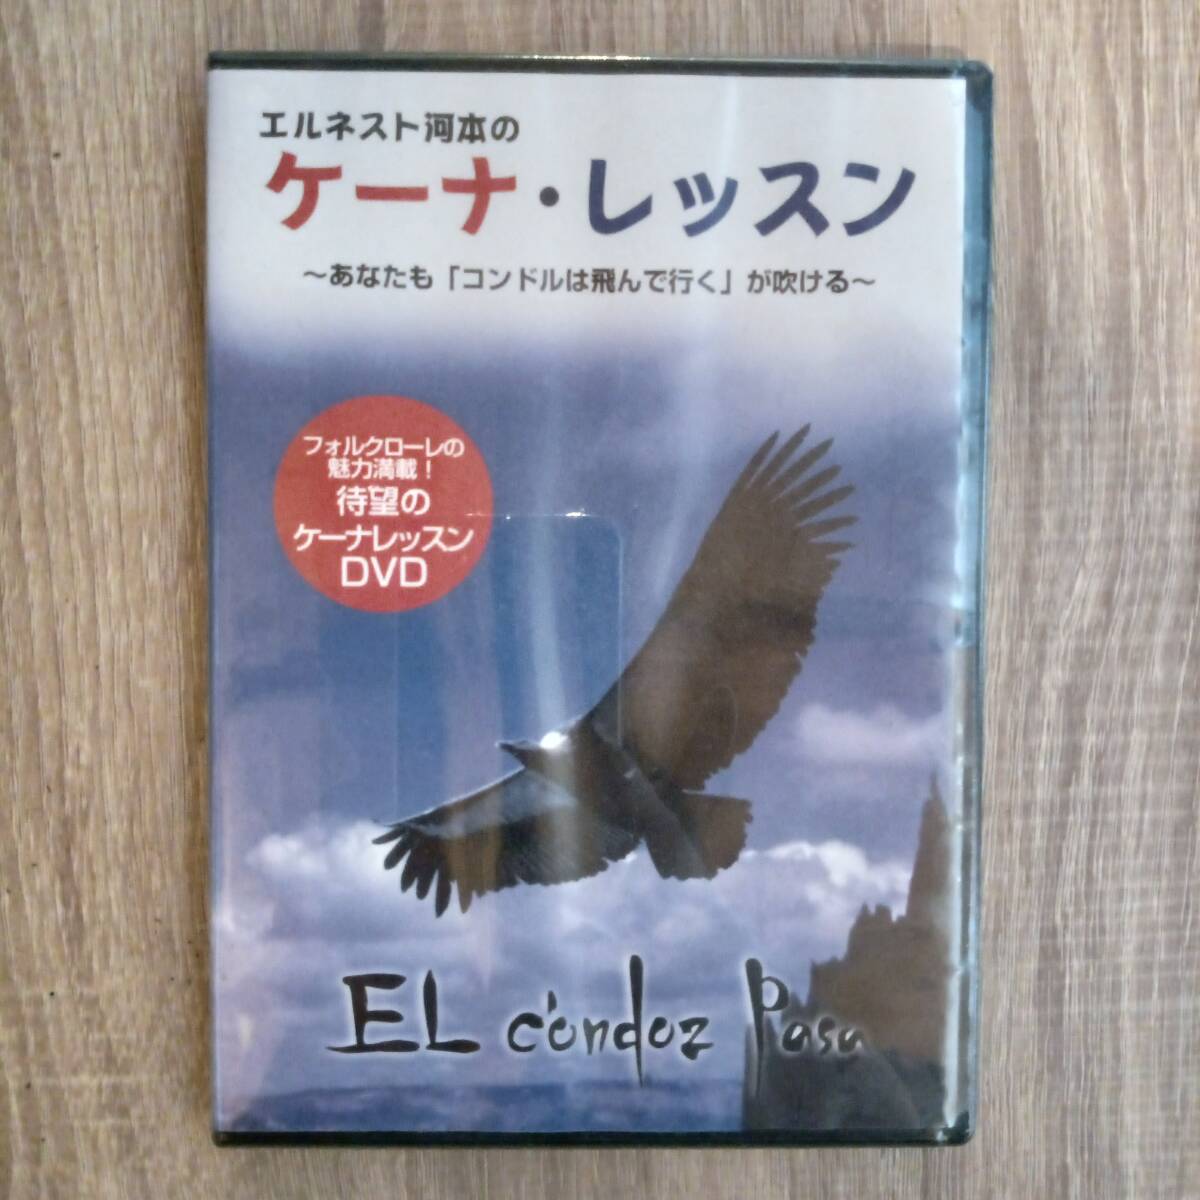 エルネスト河本の
ケーナ・レッスン
～あなたも「コンドルは飛んで行く」が吹ける～
フォルクローレの
魅力満載！
待望の
ケーナレッスン
DVD
EL cóndoz Pasa